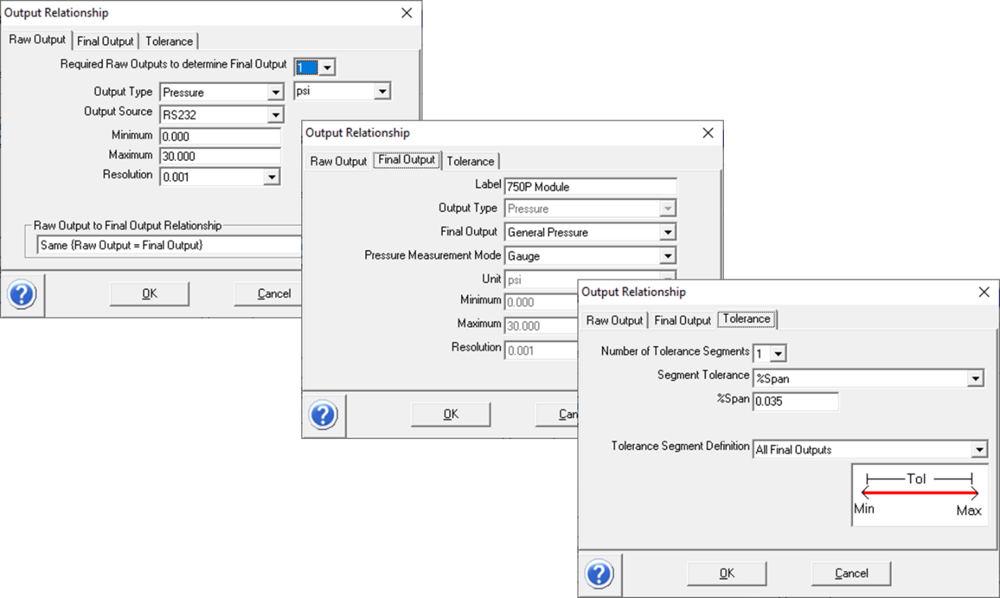 Output Relationship
Raw Output Final Output Tolerance
Required Raw Outputs to determine Final Output 1
Output Type Pressure psi
Output Source RS232
Minimum 0.000
Maximum 30.000
Resolution 0.001
Raw Output to Final Output Relationship
Same {Raw Output = Final Output}
? OK Cancel
Output Relationship
Raw Output Final Output Tolerance
Label 750P Module
Output Type Pressure
Final Output General Pressure
Pressure Measurement Mode Gauge
Unit psi
Minimum 0.000
Maximum 30.000
Resolution 0.001
? OK Can
Output Relationship
Raw Output Final Output Tolerance
Number of Tolerance Segments 1
Segment Tolerance %Span
%Span 0.035
Tolerance Segment Definition All Final Outputs
Tol
Min Max
? OK Cancel